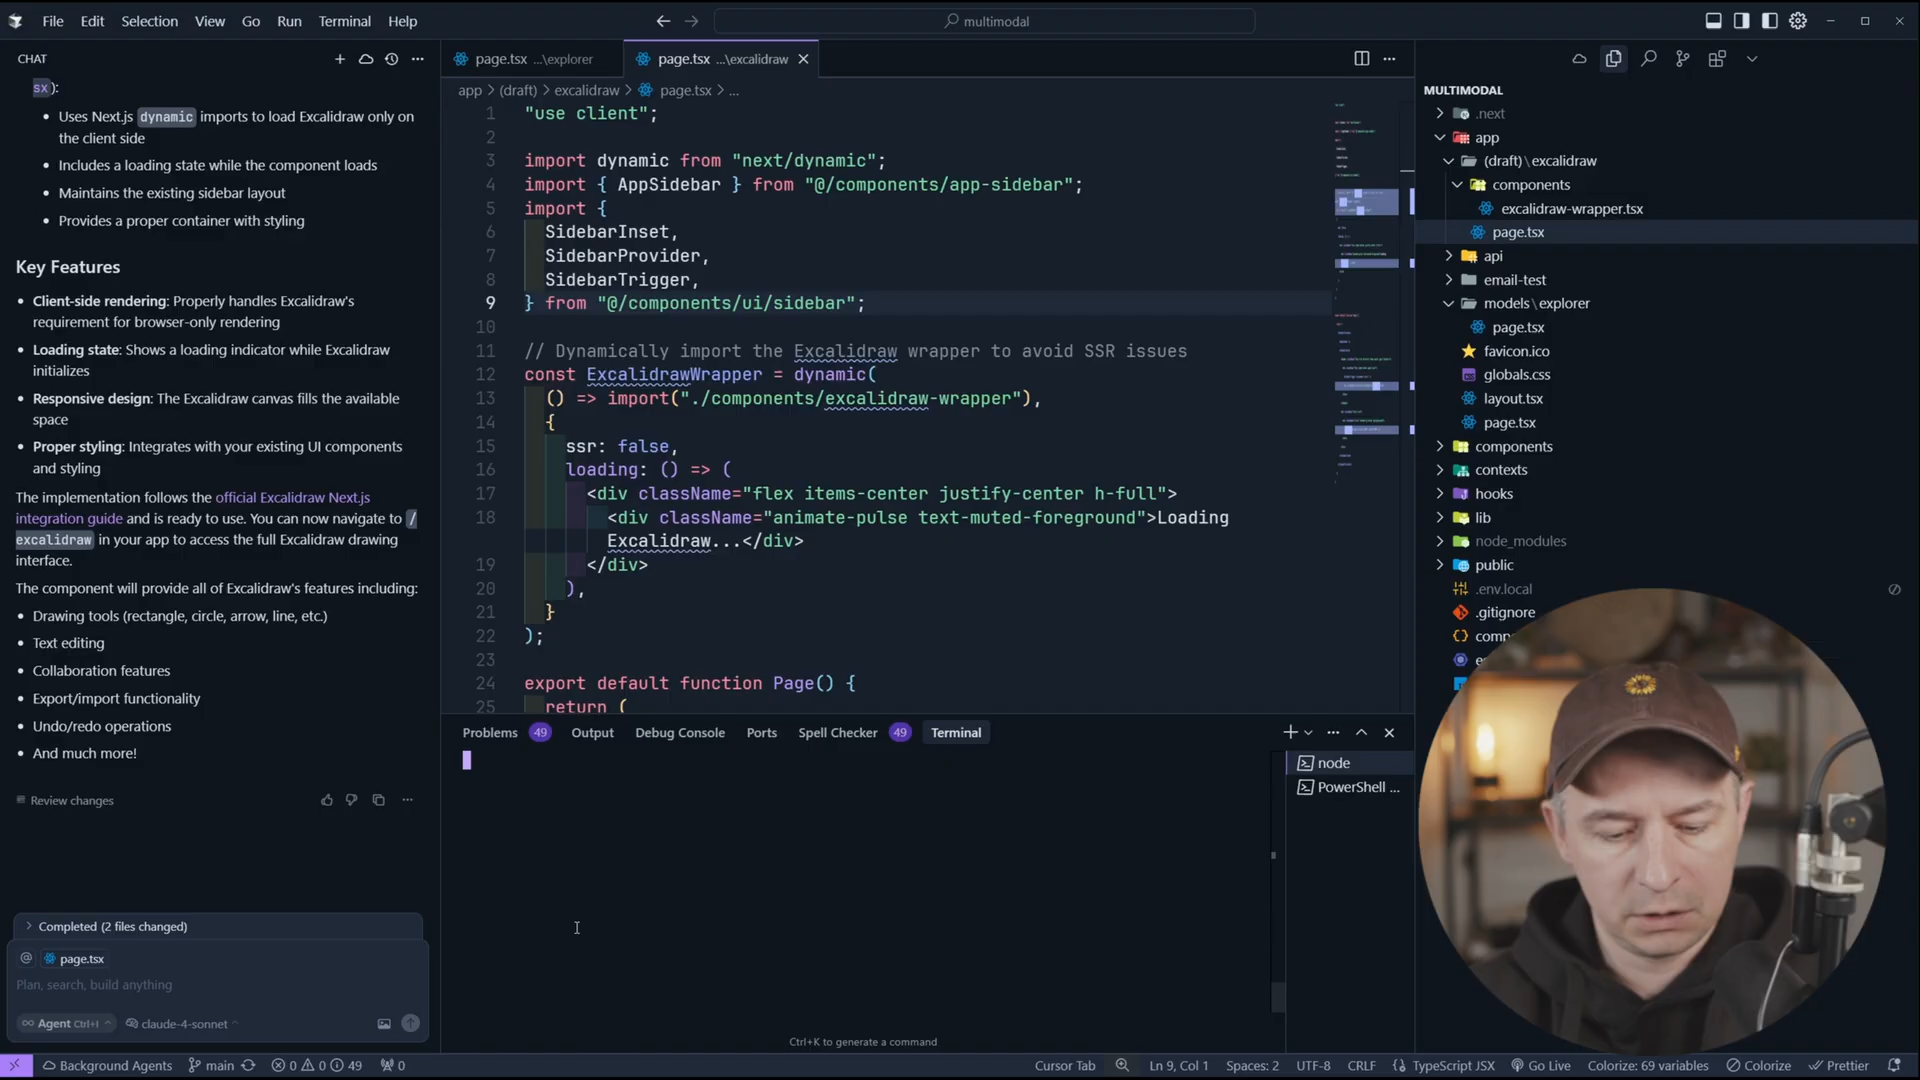 File Edit Selection View Go Run Terminal Help
multimodal
CHAT
sx):
Uses Next.js dynamic imports to load Excalidraw only on
the client side
Includes a loading state while the component loads
Maintains the existing sidebar layout
Provides a proper container with styling
Key Features
Client-side rendering: Properly handles Excalidraw's
requirement for browser-only rendering
Loading state: Shows a loading indicator while Excalidraw
initializes
Responsive design: The Excalidraw canvas fills the available
space
Proper styling: Integrates with your existing UI components
and styling
The implementation follows the official Excalidraw Next.js
integration guide and is ready to use. You can now navigate to /
excalidraw in your app to access the full Excalidraw drawing
interface.
The component will provide all of Excalidraw's features including:
Drawing tools (rectangle, circle, arrow, line, etc.)
Text editing
Collaboration features
Export/import functionality
Undo/redo operations
And much more!
Review changes
Completed (2 files changed)
@ page.tsx
Plan, search, build anything
Agent Ctrl+I claude-4-sonnet
page.tsx ...\explorer page.tsx ...\excalidraw
app > (draft) > excalidraw > page.tsx > ...
1 "use client";
2
3 import dynamic from "next/dynamic";
4 import { AppSidebar } from "@/components/app-sidebar";
5 import {
6 SidebarInset,
7 SidebarProvider,
8 SidebarTrigger,
9 } from "@/components/ui/sidebar";
10
11 // Dynamically import the Excalidraw wrapper to avoid SSR issues
12 const ExcalidrawWrapper = dynamic(
13 () => import("./components/excalidraw-wrapper"),
14 {
15 ssr: false,
16 loading: () => (
17 <div className="flex items-center justify-center h-full">
18 <div className="animate-pulse text-muted-foreground">Loading
Excalidraw...</div>
19 </div>
20 ),
21 }
22 );
23
24 export default function Page() {
25 return (
Problems 49 Output Debug Console Ports Spell Checker 49 Terminal
node
PowerShell ...
Ctrl+K to generate a command
MULTIMODAL
.next
app
(draft)\excalidraw
components
excalidraw-wrapper.tsx
page.tsx
api
email-test
models\explorer
page.tsx
favicon.ico
globals.css
layout.tsx
page.tsx
components
contexts
hooks
lib
node_modules
public
.env.local
.gitignore
Background Agents main 0 0 49 0
Cursor Tab Ln 9, Col 1 Spaces: 2 UTF-8 CRLF TypeScript JSX Go Live Colorize: 69 variables Colorize Prettier